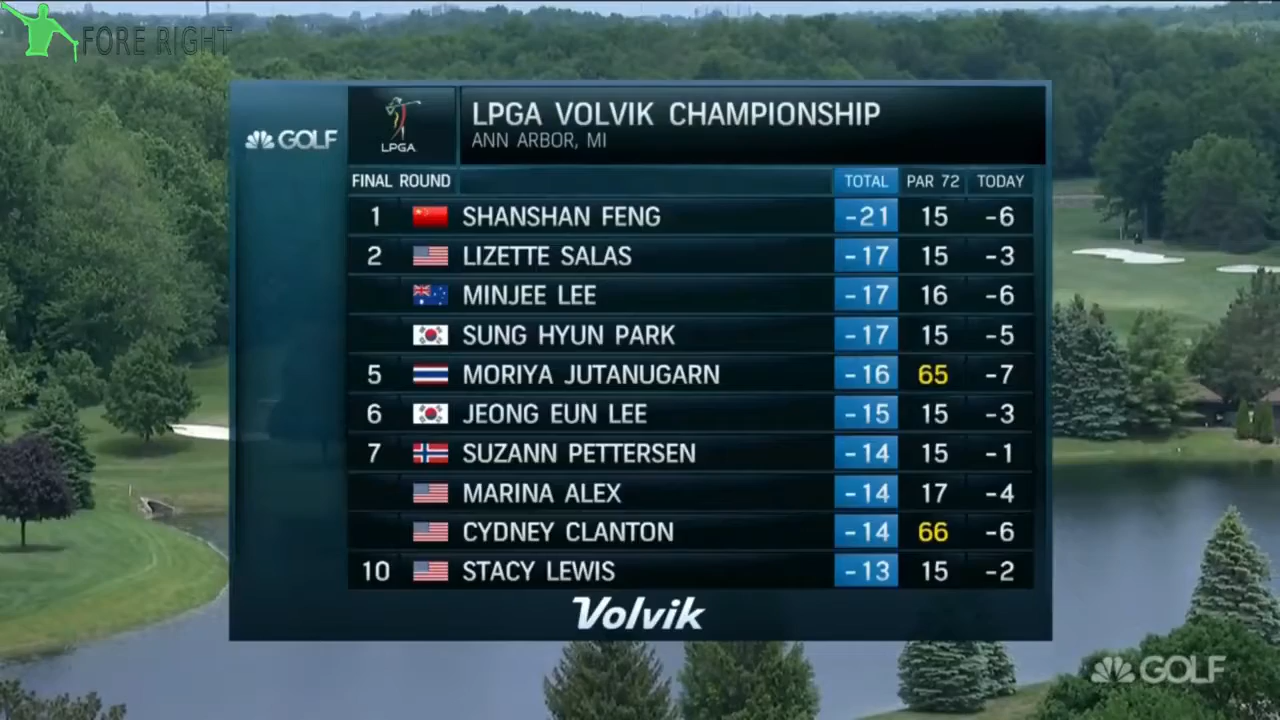 FORE RIGHT
GOLF
LPGA
LPGA VOLVIK CHAMPIONSHIP
ANN ARBOR, MI
FINAL ROUND TOTAL PAR 72 TODAY
1 SHANSHAN FENG -21 15 -6
2 LIZETTE SALAS -17 15 -3
MINJEE LEE -17 16 -6
SUNG HYUN PARK -17 15 -5
5 MORIYA JUTANUGARN -16 65 -7
6 JEONG EUN LEE -15 15 -3
7 SUZANN PETTERSEN -14 15 -1
MARINA ALEX -14 17 -4
CYDNEY CLANTON -14 66 -6
10 STACY LEWIS -13 15 -2
Volvik
GOLF